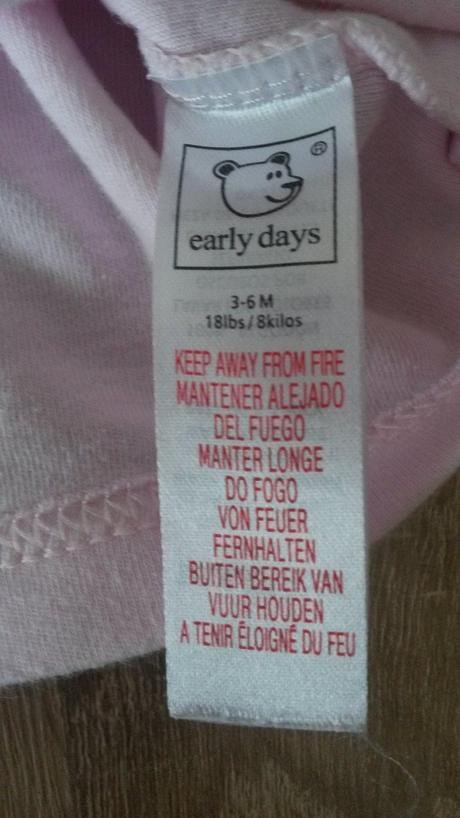 ®
early days
3-6 M
18lbs/8kilos
KEEP AWAY FROM FIRE
MANTENER ALEJADO
DEL FUEGO
MANTER LONGE
DO FOGO
VON FEUER
FERNHALTEN
BUITEN BEREIK VAN
VUUR HOUDEN
A TENIR ÉLOIGNÉ DU FEU